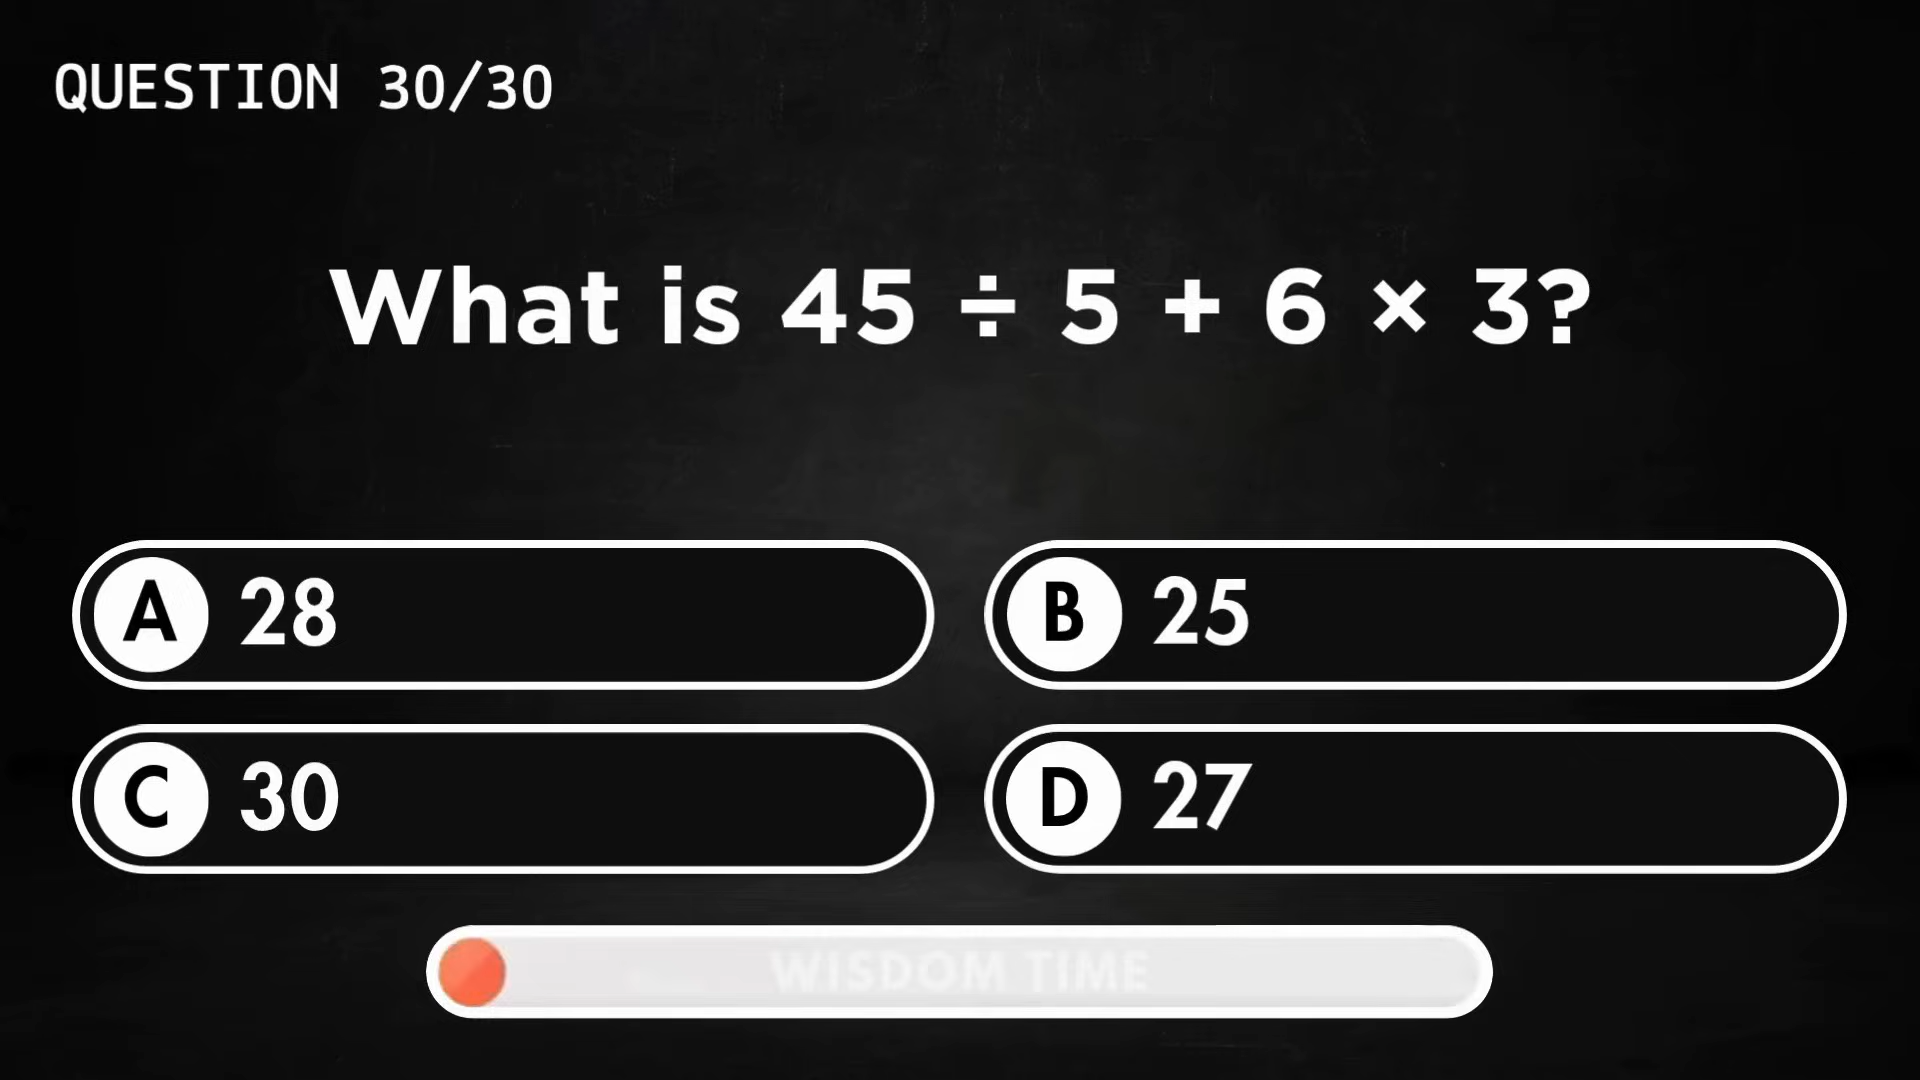 QUESTION 30/30
What is 45 ÷ 5 + 6 × 3?
A 28
B 25
C 30
D 27
WISDOM TIME